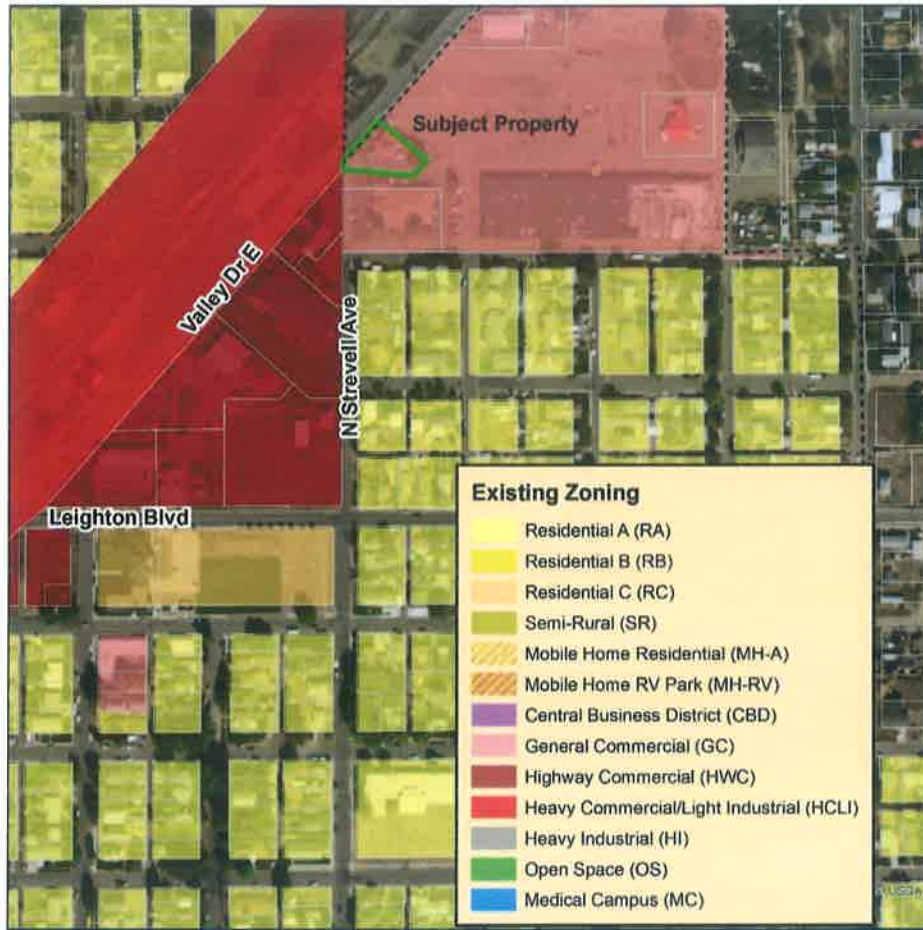 Subject Property
Valley Dr E
N Strevell Ave
Leighton Blvd
Existing Zoning
Residential A (RA)
Residential B (RB)
Residential C (RC)
Semi-Rural (SR)
Mobile Home Residential (MH-A)
Mobile Home RV Park (MH-RV)
Central Business District (CBD)
General Commercial (GC)
Highway Commercial (HWC)
Heavy Commercial/Light Industrial (HCLI)
Heavy Industrial (HI)
Open Space (OS)
Medical Campus (MC)